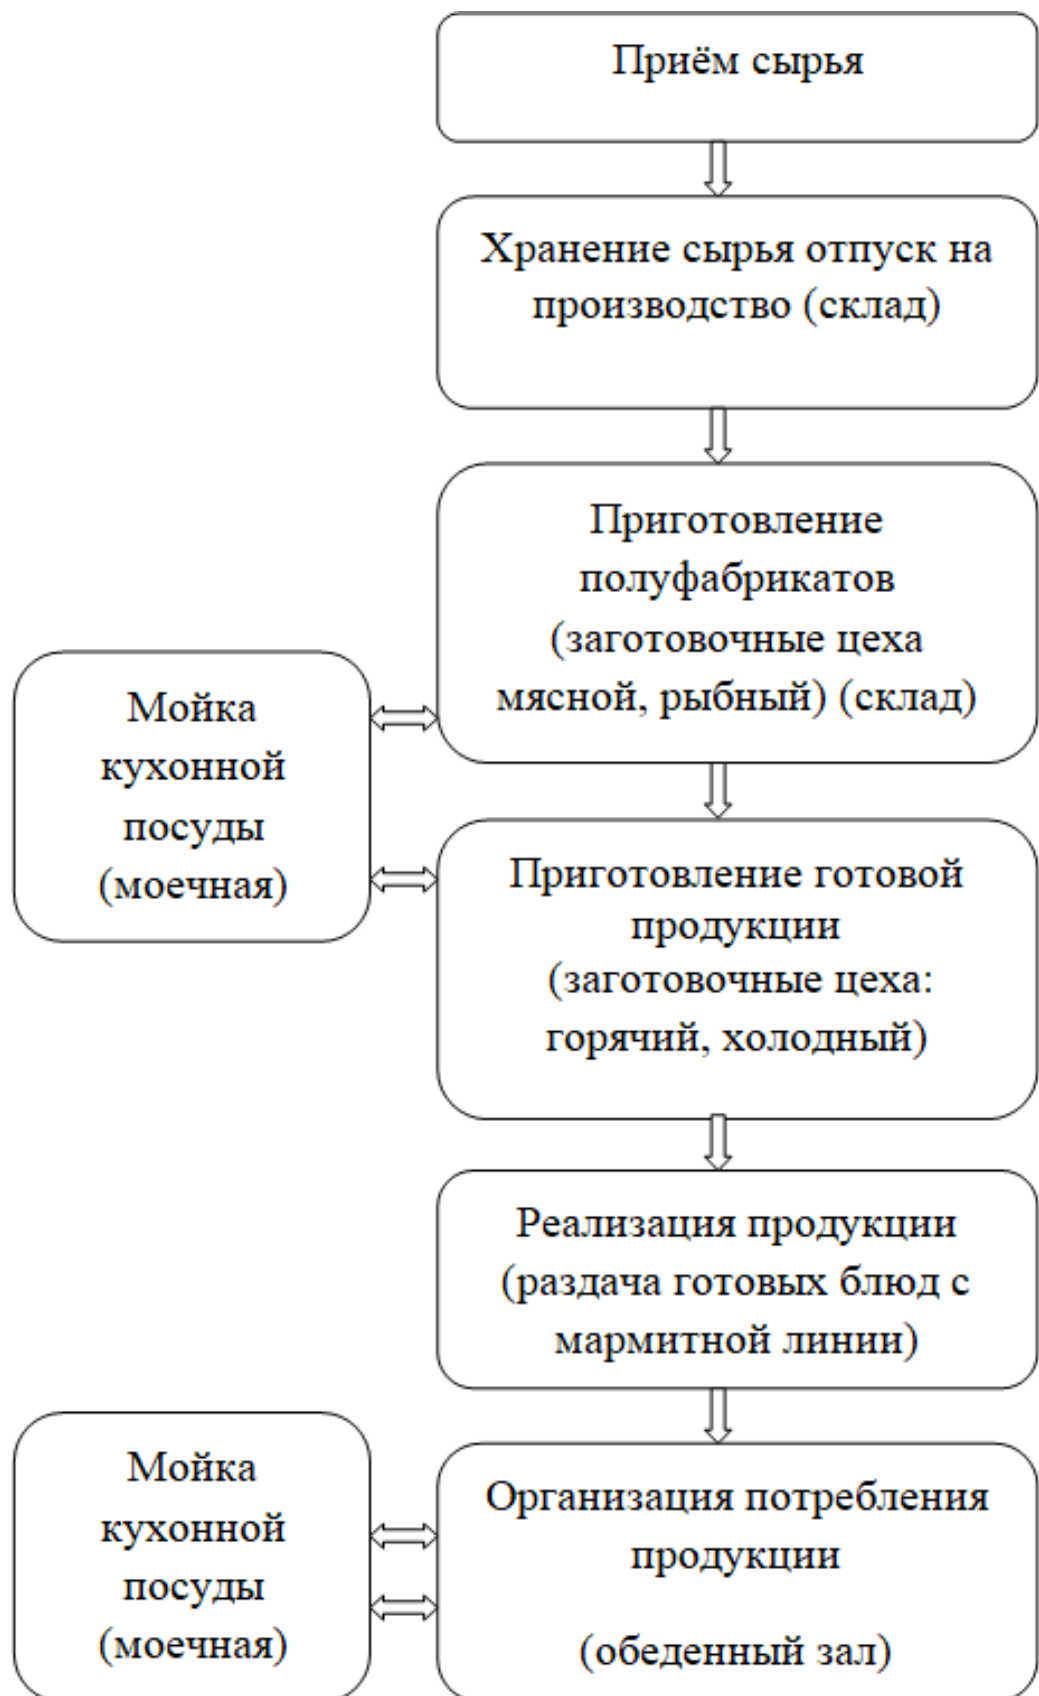 Приём сырья
Хранение сырья отпуск на
производство (склад)
Приготовление
полуфабрикатов
(заготовочные цеха
мясной, рыбный) (склад)
Мойка
кухонной
посуды
(моечная)
Приготовление готовой
продукции
(заготовочные цеха:
горячий, холодный)
Реализация продукции
(раздача готовых блюд с
мармитной линии)
Мойка
кухонной
посуды
(моечная)
Организация потребления
продукции
(обеденный зал)